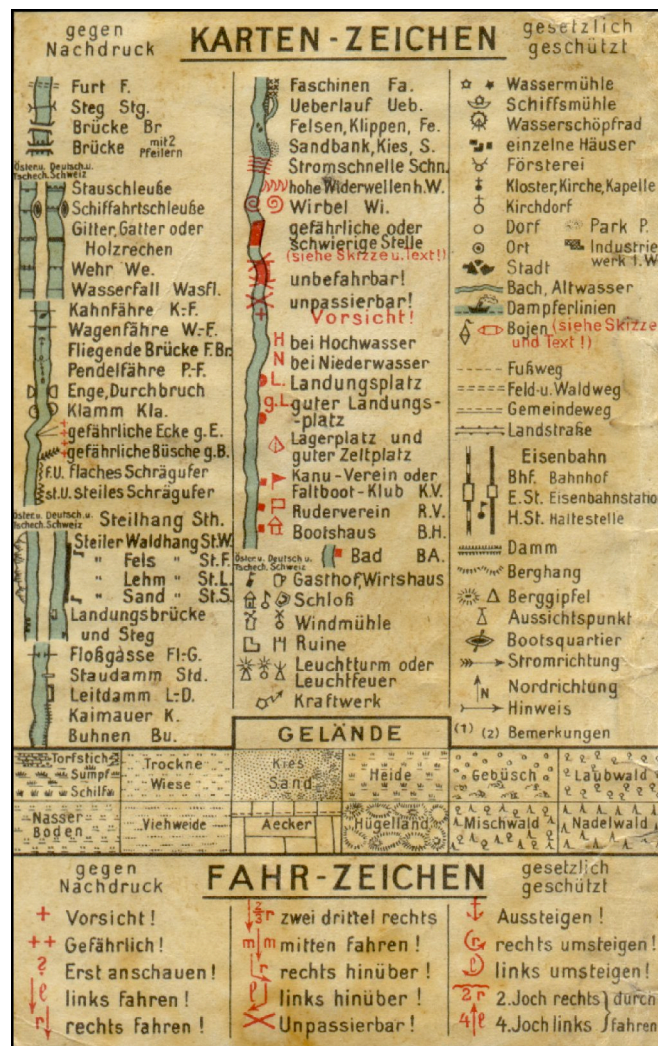 gegen
Nachdruck
KARTEN-ZEICHEN
gesetzlich
geschützt
Furt F.
Steg Stg.
Brücke Br
Brücke mit 2
Pfeilern
Österu. Deutsch.u.
Tschech. Schweiz
Stauschleuße
Schiffahrtschleuße
Gitter, Gatter oder
Holzrechen
Wehr We.
Wasserfall Wasfl.
Kahnfähre K.-F.
Wagenfähre W.-F.
Fliegende Brücke F.Br.
Pendelfähre P.-F.
Enge, Durchbruch
Klamm Kla.
gefährliche Ecke g.E.
gefährliche Büsche g.B.
f.U. flaches Schrägufer
st.U. steiles Schrägufer
Österu. Deutsch.u.
Tschech. Schweiz
Steilhang Sth.
Steiler Waldhang St.W.
" Fels " St.F.
" Lehm " St.L.
" Sand " St.S.
Landungsbrücke
und Steg
Floßgasse Fl.-G.
Staudamm Std.
Leitdamm L.-D.
Kaimauer K.
Buhnen Bu.
Faschinen Fa.
Ueberlauf Ueb.
Felsen, Klippen, Fe.
Sandbank, Kies, S.
Stromschnelle Schn.
hohe Widerwellen h.W.
Wirbel Wi.
gefährliche oder
schwierige Stelle
(siehe Skizze u. Text!)
unbefahrbar!
unpassierbar!
Vorsicht!
H bei Hochwasser
N bei Niederwasser
L. Landungsplatz
g.L. guter Landungs-
-platz
Lagerplatz und
guter Zeltplatz
Kanu-Verein oder
Faltboot-Klub K.V.
Ruderverein R.V.
Bootshaus B.H.
Österu. Deutsch u
Tschech. Schweiz
Bad BA.
Gasthof, Wirtshaus
Schloß
Windmühle
Ruine
Leuchtturm oder
Leuchtfeuer
Kraftwerk
Wassermühle
Schiffsmühle
Wasserschöpfrad
einzelne Häuser
Försterei
Kloster, Kirche, Kapelle
Kirchdorf
Dorf Park P.
Ort Industrie
Stadt werk I.W.
Bach, Altwasser
Dampferlinien
Bojen (siehe Skizze
und Text!)
Fußweg
Feld-u. Waldweg
Gemeindeweg
Landstraße
Eisenbahn
Bhf. Bahnhof
E.St. Eisenbahnstatio
H.St. Haltestelle
Damm
Berghang
Berggipfel
Aussichtspunkt
Bootsquartier
Stromrichtung
N Nordrichtung
Hinweis
(1) (2) Bemerkungen
GELÄNDE
Torfstich
Sumpf
Schilf
Trockne
Wiese
Kies
Sand
Heide
Gebüsch
Laubwald
Nasser
Boden
Viehweide
Aecker
Hügelland
Mischwald
Nadelwald
gegen
Nachdruck
FAHR-ZEICHEN
gesetzlich
geschützt
+ Vorsicht!
++ Gefährlich!
? Erst anschauen!
l links fahren!
r rechts fahren!
2/3 r zwei drittel rechts
m m mitten fahren!
r rechts hinüber!
l links hinüber!
Unpassierbar!
Aussteigen!
r rechts umsteigen!
l links umsteigen!
2 r 2. Joch rechts durch
4 l 4. Joch links fahren